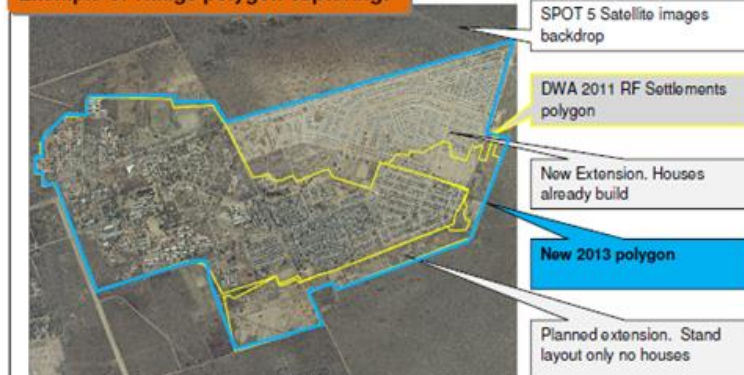 SPOT 5 Satellite images
backdrop
DWA 2011 RF Settlements
polygon
New Extension. Houses
already build
New 2013 polygon
Planned extension. Stand
layout only no houses